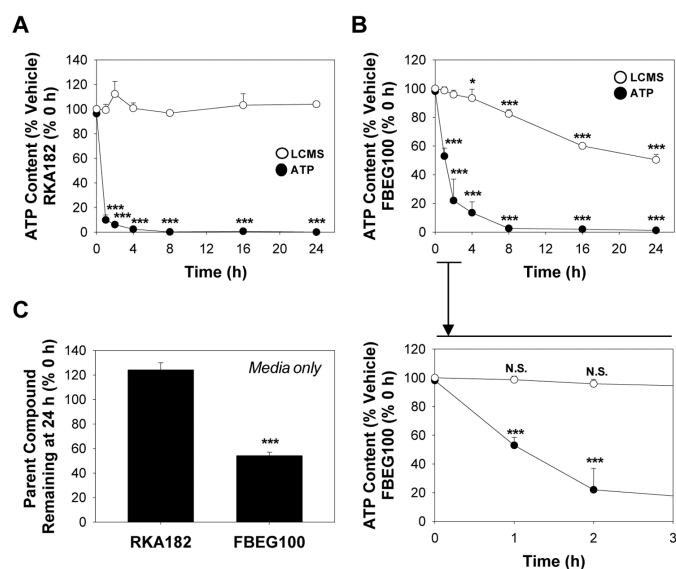 A
ATP Content (% Vehicle)
RKA182 (% 0 h)
140
120
100
80
60
40
20
0
LCMS
ATP
***
***
***
***
***
***
0 4 8 12 16 20 24
Time (h)
B
ATP Content (% Vehicle)
FBEG100 (% 0 h)
120
100
80
60
40
20
0
*
***
***
***
LCMS
ATP
***
***
***
***
***
***
0 4 8 12 16 20 24
Time (h)
C
Parent Compound
Remaining at 24 h (% 0 h)
140
120
100
80
60
40
20
0
Media only
***
RKA182 FBEG100
ATP Content (% Vehicle)
FBEG100 (% 0 h)
120
100
80
60
40
20
0
N.S.
N.S.
***
***
0 1 2 3
Time (h)